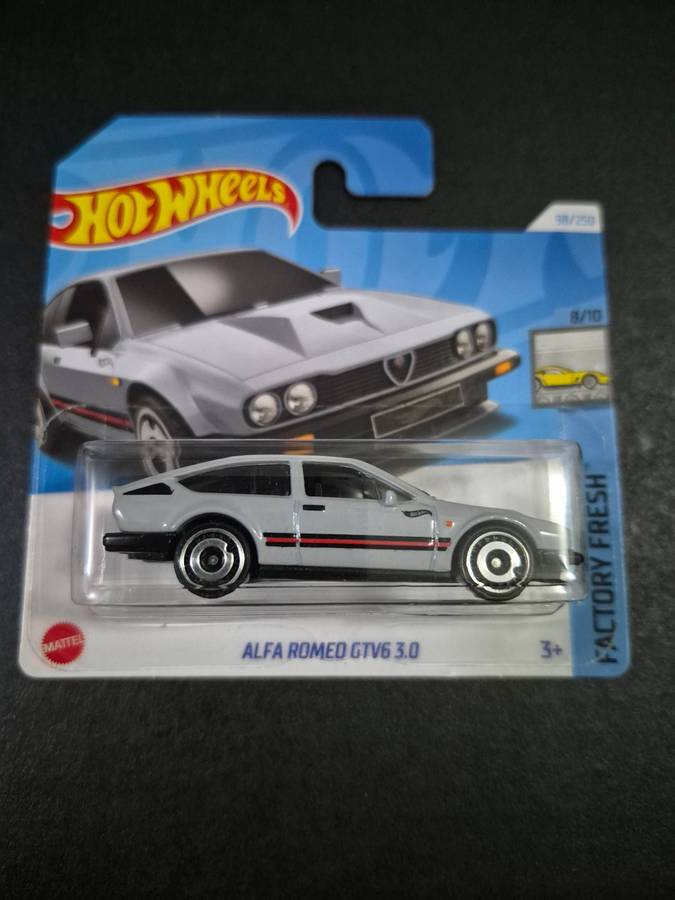 HOT WHEELS
98/250
8/10
FACTORY FRESH
MATTEL
ALFA ROMEO GTV6 3.0
3+